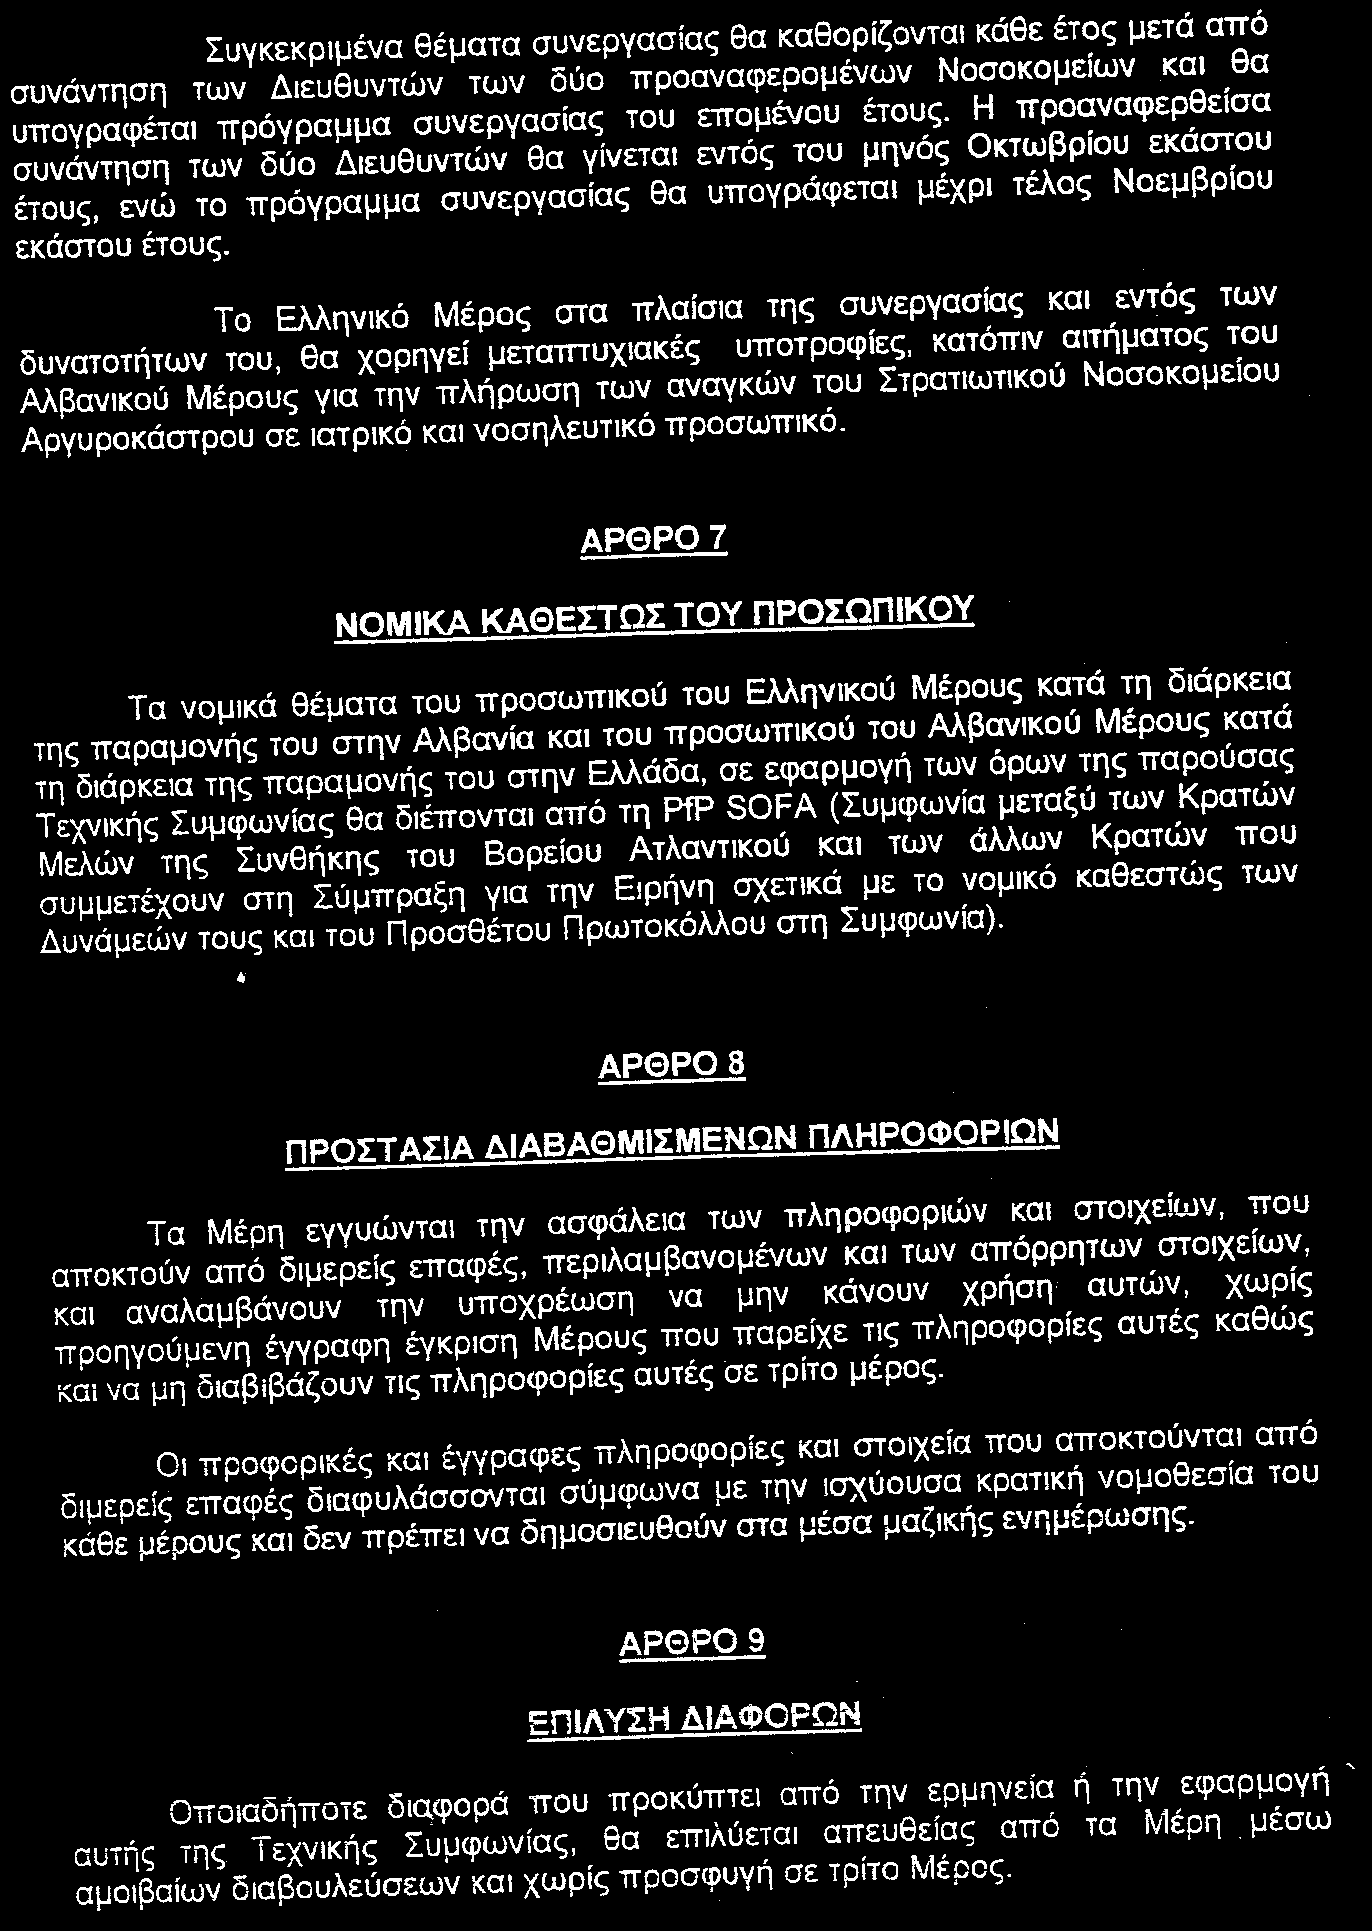 Συγκεκριμένα θέματα συνεργασίας θα καθορίζονται κάθε έτος μετά από
συνάντηση των Διευθυντών των δύο προαναφερομένων Νοσοκομείων και θα
υπογραφέται πρόγραμμα συνεργασίας του επομένου έτους. Η προαναφερθείσα
συνάντηση των δύο Διευθυντών θα γίνεται εντός του μηνός Οκτωβρίου εκάστου
έτους, ενώ το πρόγραμμα συνεργασίας θα υπογράφεται μέχρι τέλος Νοεμβρίου
εκάστου έτους.
Το Ελληνικό Μέρος στα πλαίσια της συνεργασίας και εντός των
δυνατοτήτων του, θα χορηγεί μεταπτυχιακές υποτροφίες, κατόπιν αιτήματος του
Αλβανικού Μέρους για την πλήρωση των αναγκών του Στρατιωτικού Νοσοκομείου
Αργυροκάστρου σε ιατρικό και νοσηλευτικό προσωπικό.
ΑΡΘΡΟ 7
ΝΟΜΙΚΑ ΚΑΘΕΣΤΩΣ ΤΟΥ ΠΡΟΣΩΠΙΚΟΥ
Τα νομικά θέματα του προσωπικού του Ελληνικού Μέρους κατά τη διάρκεια
της παραμονής του στην Αλβανία και του προσωπικού του Αλβανικού Μέρους κατά
τη διάρκεια της παραμονής του στην Ελλάδα, σε εφαρμογή των όρων της παρούσας
Τεχνικής Συμφωνίας θα διέπονται από τη PfP SOFA (Συμφωνία μεταξύ των Κρατών
Μελών της Συνθήκης του Βορείου Ατλαντικού και των άλλων Κρατών που
συμμετέχουν στη Σύμπραξη για την Ειρήνη σχετικά με το νομικό καθεστώς των
Δυνάμεών τους και του Προσθέτου Πρωτοκόλλου στη Συμφωνία).
ΑΡΘΡΟ 8
ΠΡΟΣΤΑΣΙΑ ΔΙΑΒΑΘΜΙΣΜΕΝΩΝ ΠΛΗΡΟΦΟΡΙΩΝ
Τα Μέρη εγγυώνται την ασφάλεια των πληροφοριών και στοιχείων, που
αποκτούν από διμερείς επαφές, περιλαμβανομένων και των απόρρητων στοιχείων,
και αναλαμβάνουν την υποχρέωση να μην κάνουν χρήση αυτών, χωρίς
προηγούμενη έγγραφη έγκριση Μέρους που παρείχε τις πληροφορίες αυτές καθώς
και να μη διαβιβάζουν τις πληροφορίες αυτές σε τρίτο μέρος.
Οι προφορικές και έγγραφες πληροφορίες και στοιχεία που αποκτούνται από
διμερείς επαφές διαφυλάσσονται σύμφωνα με την ισχύουσα κρατική νομοθεσία του
κάθε μέρους και δεν πρέπει να δημοσιευθούν στα μέσα μαζικής ενημέρωσης.
ΑΡΘΡΟ 9
ΕΠΙΛΥΣΗ ΔΙΑΦΟΡΩΝ
Οποιαδήποτε διαφορά που προκύπτει από την ερμηνεία ή την εφαρμογή
αυτής της Τεχνικής Συμφωνίας, θα επιλύεται απευθείας από τα Μέρη μέσω
αμοιβαίων διαβουλεύσεων και χωρίς προσφυγή σε τρίτο Μέρος.